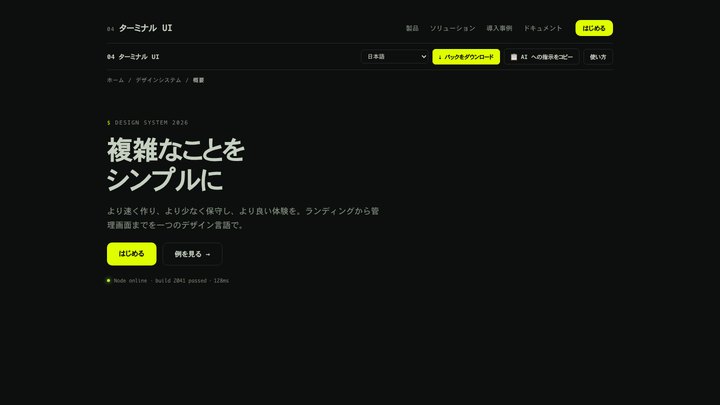 04 ターミナル UI
製品 ソリューション 導入事例 ドキュメント はじめる
04 ターミナル UI
日本語 ↓ パックをダウンロード 📋 AI への指示をコピー 使い方
ホーム / デザインシステム / 概要
$ DESIGN SYSTEM 2026
複雑なことを
シンプルに
より速く作り、より少なく保守し、より良い体験を。ランディングから管
理画面までを一つのデザイン言語で。
はじめる 例を見る →
Node online · build 2041 passed · 128ms